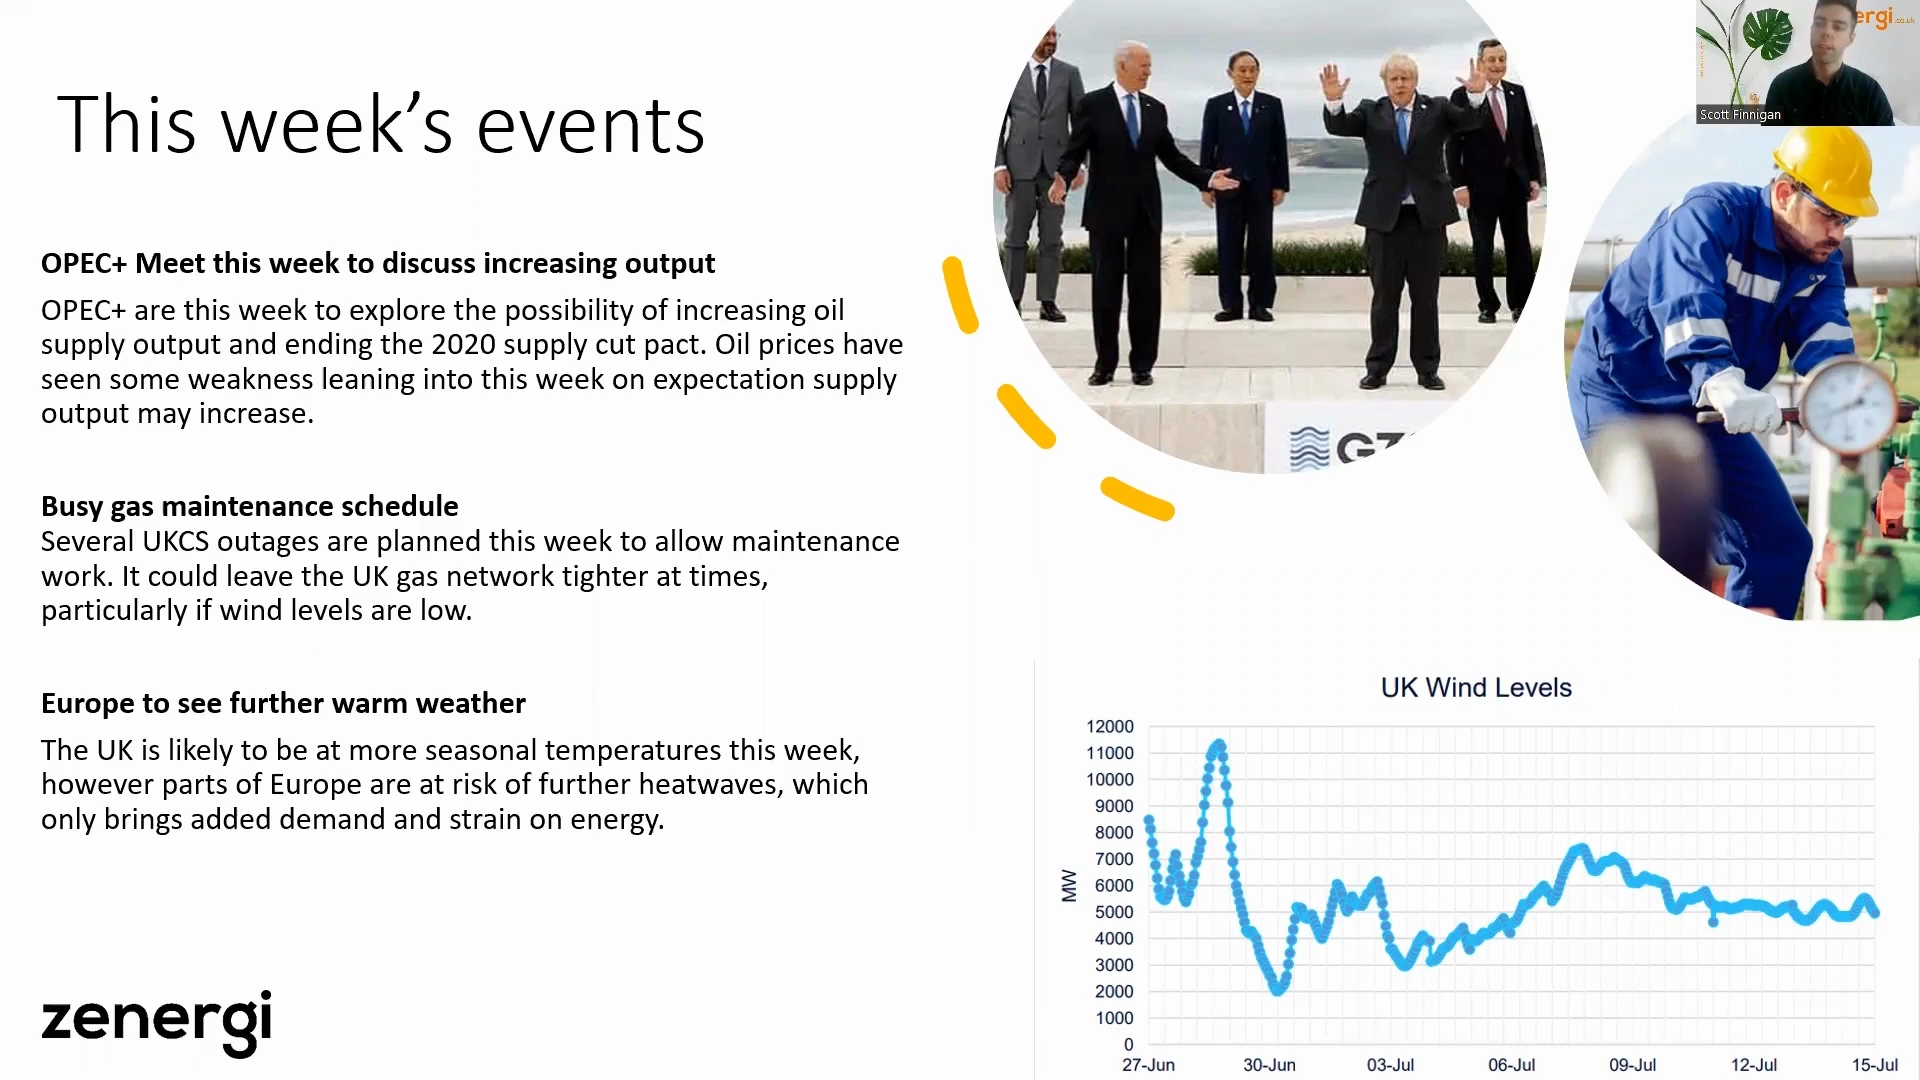 This week’s events
OPEC+ Meet this week to discuss increasing output
OPEC+ are this week to explore the possibility of increasing oil
supply output and ending the 2020 supply cut pact. Oil prices have
seen some weakness leaning into this week on expectation supply
output may increase.
Busy gas maintenance schedule
Several UKCS outages are planned this week to allow maintenance
work. It could leave the UK gas network tighter at times,
particularly if wind levels are low.
Europe to see further warm weather
The UK is likely to be at more seasonal temperatures this week,
however parts of Europe are at risk of further heatwaves, which
only brings added demand and strain on energy.
zenergi
ergi.co.uk
Scott Finnigan
G7
UK Wind Levels
MW
12000
11000
10000
9000
8000
7000
6000
5000
4000
3000
2000
1000
0
27-Jun 30-Jun 03-Jul 06-Jul 09-Jul 12-Jul 15-Jul